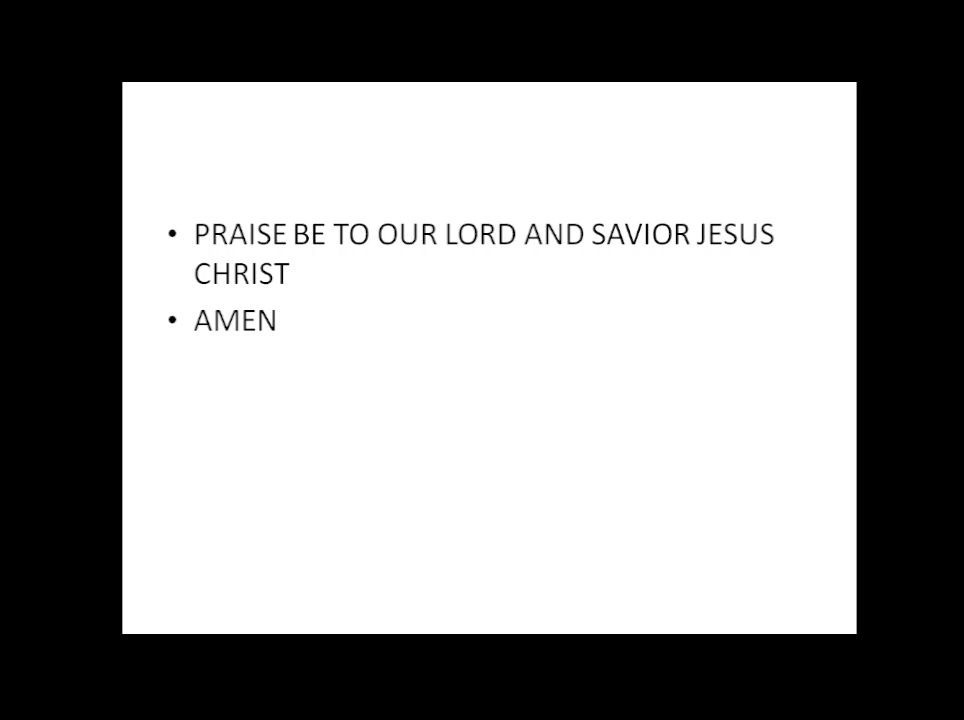 • PRAISE BE TO OUR LORD AND SAVIOR JESUS
CHRIST
• AMEN